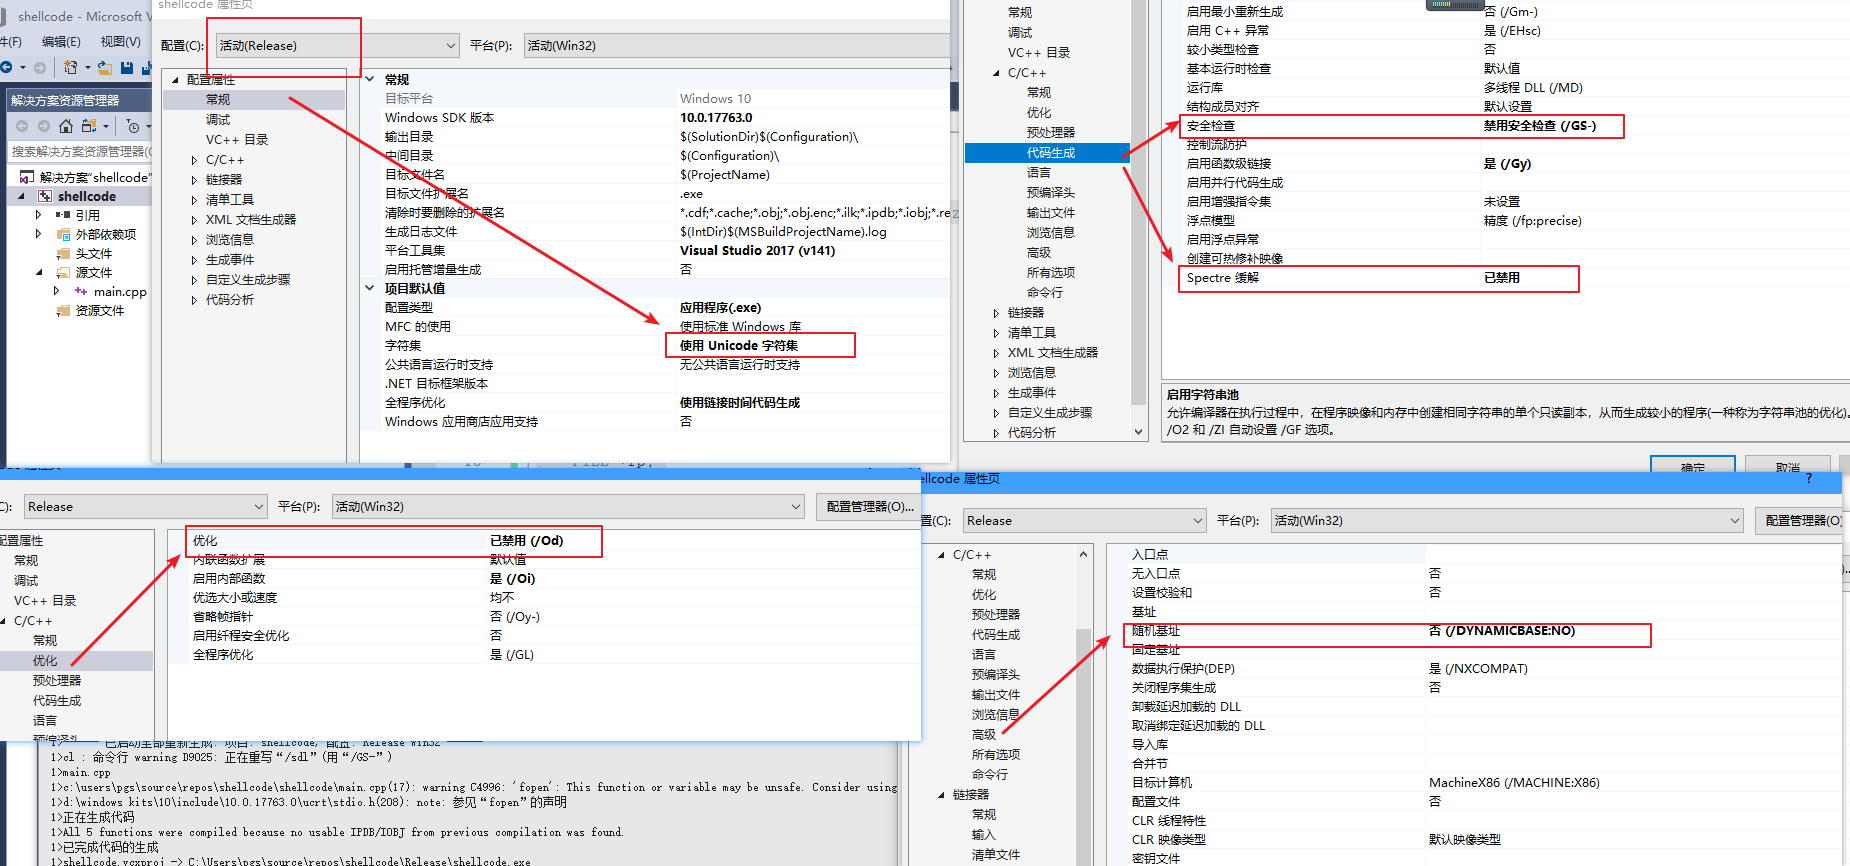 shellcode - Microsoft V
件(F) 编辑(E) 视图(V)
解决方案资源管理器
搜索解决方案资源管理器(C
解决方案"shellcode"
shellcode
引用
外部依赖项
头文件
源文件
main.cpp
资源文件
shellcode 属性页
配置(C): 活动(Release) 平台(P): 活动(Win32)
配置属性
常规
调试
VC++ 目录
C/C++
链接器
清单工具
XML 文档生成器
浏览信息
生成事件
自定义生成步骤
代码分析
常规
目标平台 Windows 10
Windows SDK 版本 10.0.17763.0
输出目录 $(SolutionDir)$(Configuration)\
中间目录 $(Configuration)\
目标文件名 $(ProjectName)
目标文件扩展名 .exe
清除时要删除的扩展名 *.cdf;*.cache;*.obj;*.obj.enc;*.ilk;*.ipdb;*.iobj;*.re
生成日志文件 $(IntDir)$(MSBuildProjectName).log
平台工具集 Visual Studio 2017 (v141)
启用托管增量生成 否
项目默认值
配置类型 应用程序(.exe)
MFC 的使用 使用标准 Windows 库
字符集 使用 Unicode 字符集
公共语言运行时支持 无公共语言运行时支持
.NET 目标框架版本
全程序优化 使用链接时间代码生成
Windows 应用商店应用支持 否
常规
调试
VC++ 目录
C/C++
常规
优化
预处理器
代码生成
语言
预编译头
输出文件
浏览信息
高级
所有选项
命令行
链接器
清单工具
XML 文档生成器
浏览信息
生成事件
自定义生成步骤
代码分析
启用最小重新生成 否 (/Gm-)
启用 C++ 异常 是 (/EHsc)
较小类型检查 否
基本运行时检查 默认值
运行库 多线程 DLL (/MD)
结构成员对齐 默认设置
安全检查 禁用安全检查 (/GS-)
控制流防护
启用函数级链接 是 (/Gy)
启用并行代码生成
启用增强指令集 未设置
浮点模型 精度 (/fp:precise)
启用浮点异常
创建可热修补映像
Spectre 缓解 已禁用
启用字符串池
允许编译器在执行过程中，在程序映像和内存中创建相同字符串的单个只读副本，从而生成较小的程序(一种称为字符串池的优化)。
/O2 和 /ZI 自动设置 /GF 选项。
确定 取消
C): Release 平台(P): 活动(Win32) 配置管理器(O)...
配置属性
常规
调试
VC++ 目录
C/C++
常规
优化
预处理器
代码生成
语言
预编译头
优化 已禁用 (/Od)
内联函数扩展 默认值
启用内部函数 是 (/Oi)
优选大小或速度 均不
省略帧指针 否 (/Oy-)
启用纤程安全优化 否
全程序优化 是 (/GL)
ellcode 属性页 ?
置(C): Release 平台(P): 活动(Win32) 配置管理器(O)
C/C++
常规
优化
预处理器
代码生成
语言
预编译头
输出文件
浏览信息
高级
所有选项
命令行
链接器
常规
输入
清单文件
入口点
无入口点 否
设置校验和 否
基址
随机基址 否 (/DYNAMICBASE:NO)
固定基址
数据执行保护(DEP) 是 (/NXCOMPAT)
关闭程序集生成 否
卸载延迟加载的 DLL
取消绑定延迟加载的 DLL
导入库
合并节
目标计算机 MachineX86 (/MACHINE:X86)
配置文件 否
CLR 线程特性
CLR 映像类型 默认映像类型
密钥文件
1>------ 已启动全部重新生成: 项目: shellcode, 配置: Release Win32
1>cl : 命令行 warning D9025: 正在重写“/sdl”(用“/GS-”)
1>main.cpp
1>c:\users\pgs\source\repos\shellcode\shellcode\main.cpp(17): warning C4996: 'fopen': This function or variable may be unsafe. Consider using
1>d:\windows kits\10\include\10.0.17763.0\ucrt\stdio.h(208): note: 参见“fopen”的声明
1>正在生成代码
1>All 5 functions were compiled because no usable IPDB/IOBJ from previous compilation was found.
1>已完成代码的生成
1>shellcode.vcxproj -> C:\Users\pgs\source\repos\shellcode\Release\shellcode.exe